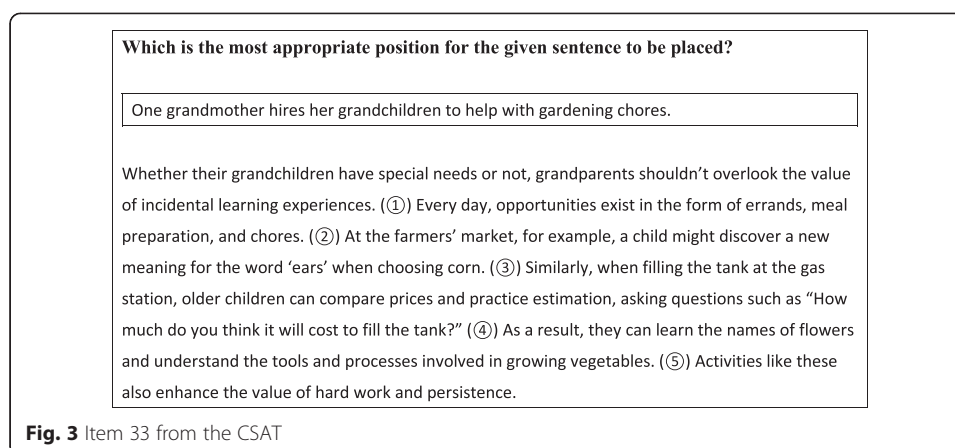 Which is the most appropriate position for the given sentence to be placed?
One grandmother hires her grandchildren to help with gardening chores.
Whether their grandchildren have special needs or not, grandparents shouldn’t overlook the value
of incidental learning experiences. (①) Every day, opportunities exist in the form of errands, meal
preparation, and chores. (②) At the farmers’ market, for example, a child might discover a new
meaning for the word ‘ears’ when choosing corn. (③) Similarly, when filling the tank at the gas
station, older children can compare prices and practice estimation, asking questions such as “How
much do you think it will cost to fill the tank?” (④) As a result, they can learn the names of flowers
and understand the tools and processes involved in growing vegetables. (⑤) Activities like these
also enhance the value of hard work and persistence.
Fig. 3 Item 33 from the CSAT